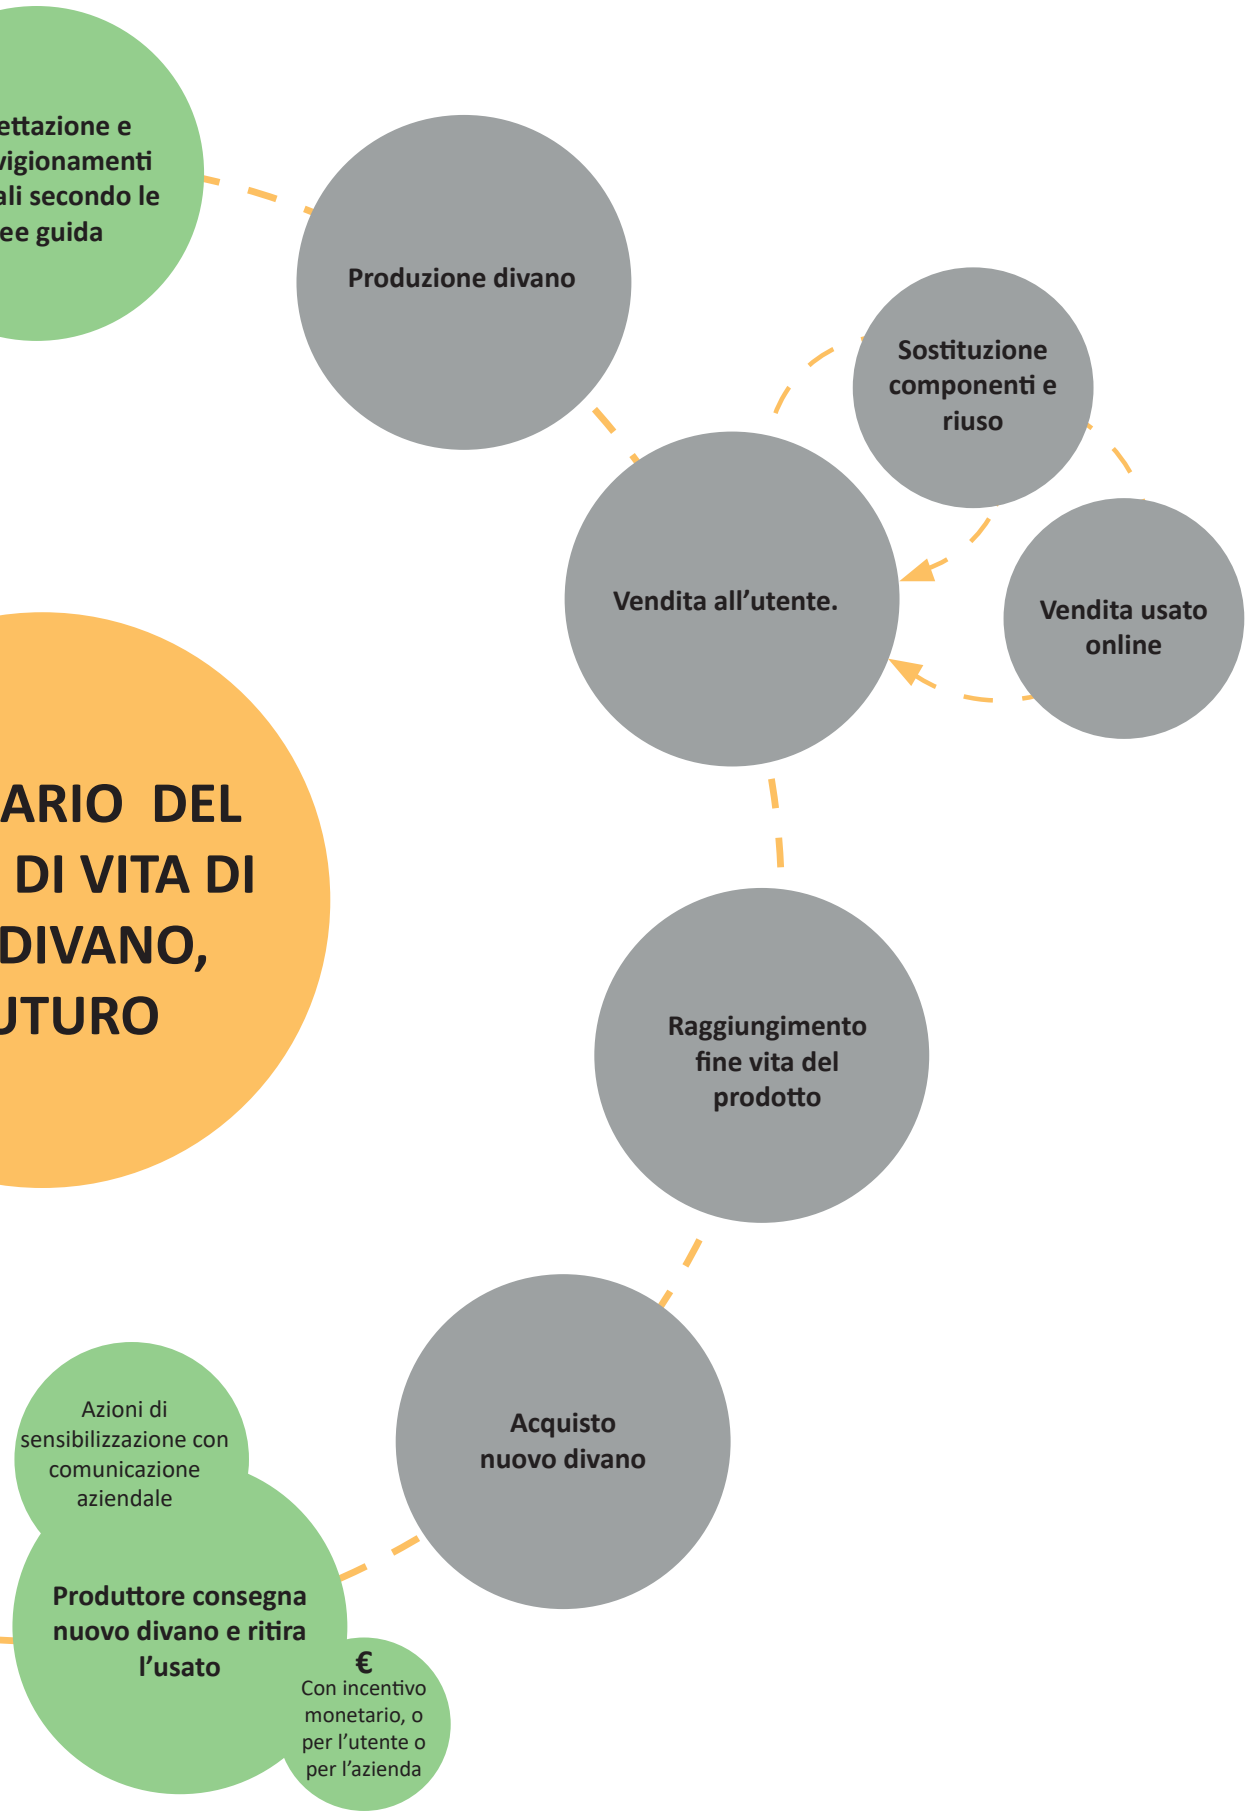 ettazione e
vigionamenti
ali secondo le
ee guida
Produzione divano
Sostituzione
componenti e
riuso
Vendita all’utente.
Vendita usato
online
ARIO DEL
DI VITA DI
DIVANO,
UTURO
Raggiungimento
fine vita del
prodotto
Acquisto
nuovo divano
Azioni di
sensibilizzazione con
comunicazione
aziendale
Produttore consegna
nuovo divano e ritira
l’usato
€
Con incentivo
monetario, o
per l’utente o
per l’azienda